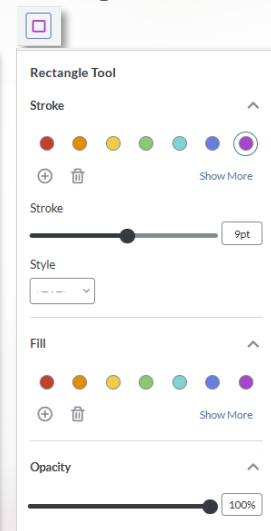 Rectangle Tool
Stroke
Show More
Stroke
9pt
Style
Fill
Show More
Opacity
100%